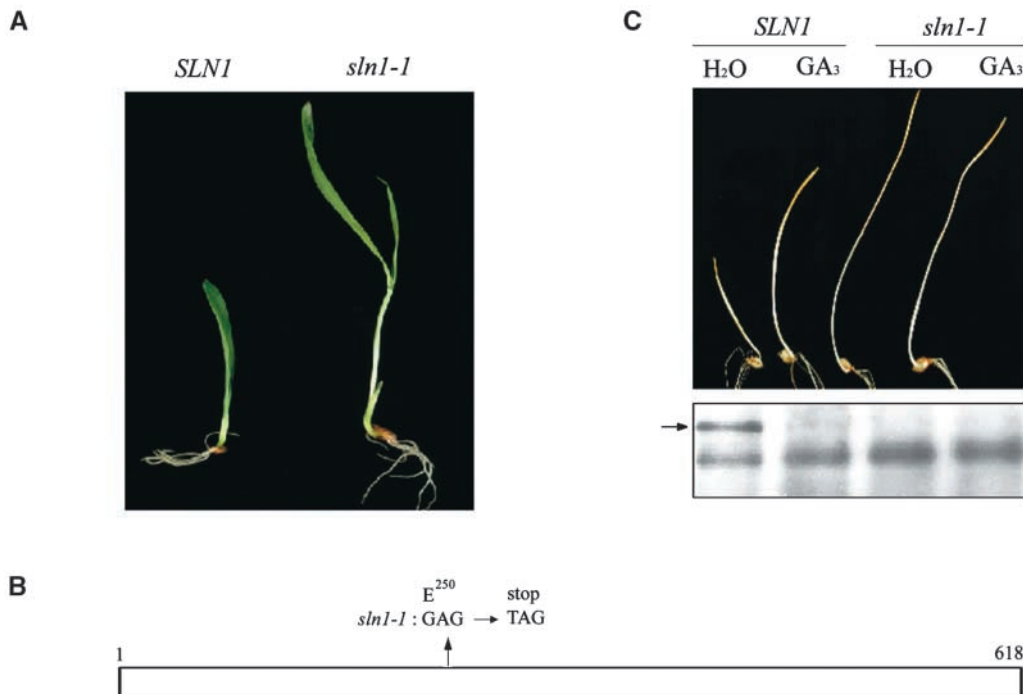 A
SLN1 sln1-1
C
SLN1 sln1-1
H₂O GA₃ H₂O GA₃
B
E²⁵⁰ stop
sln1-1 : GAG → TAG
1 618